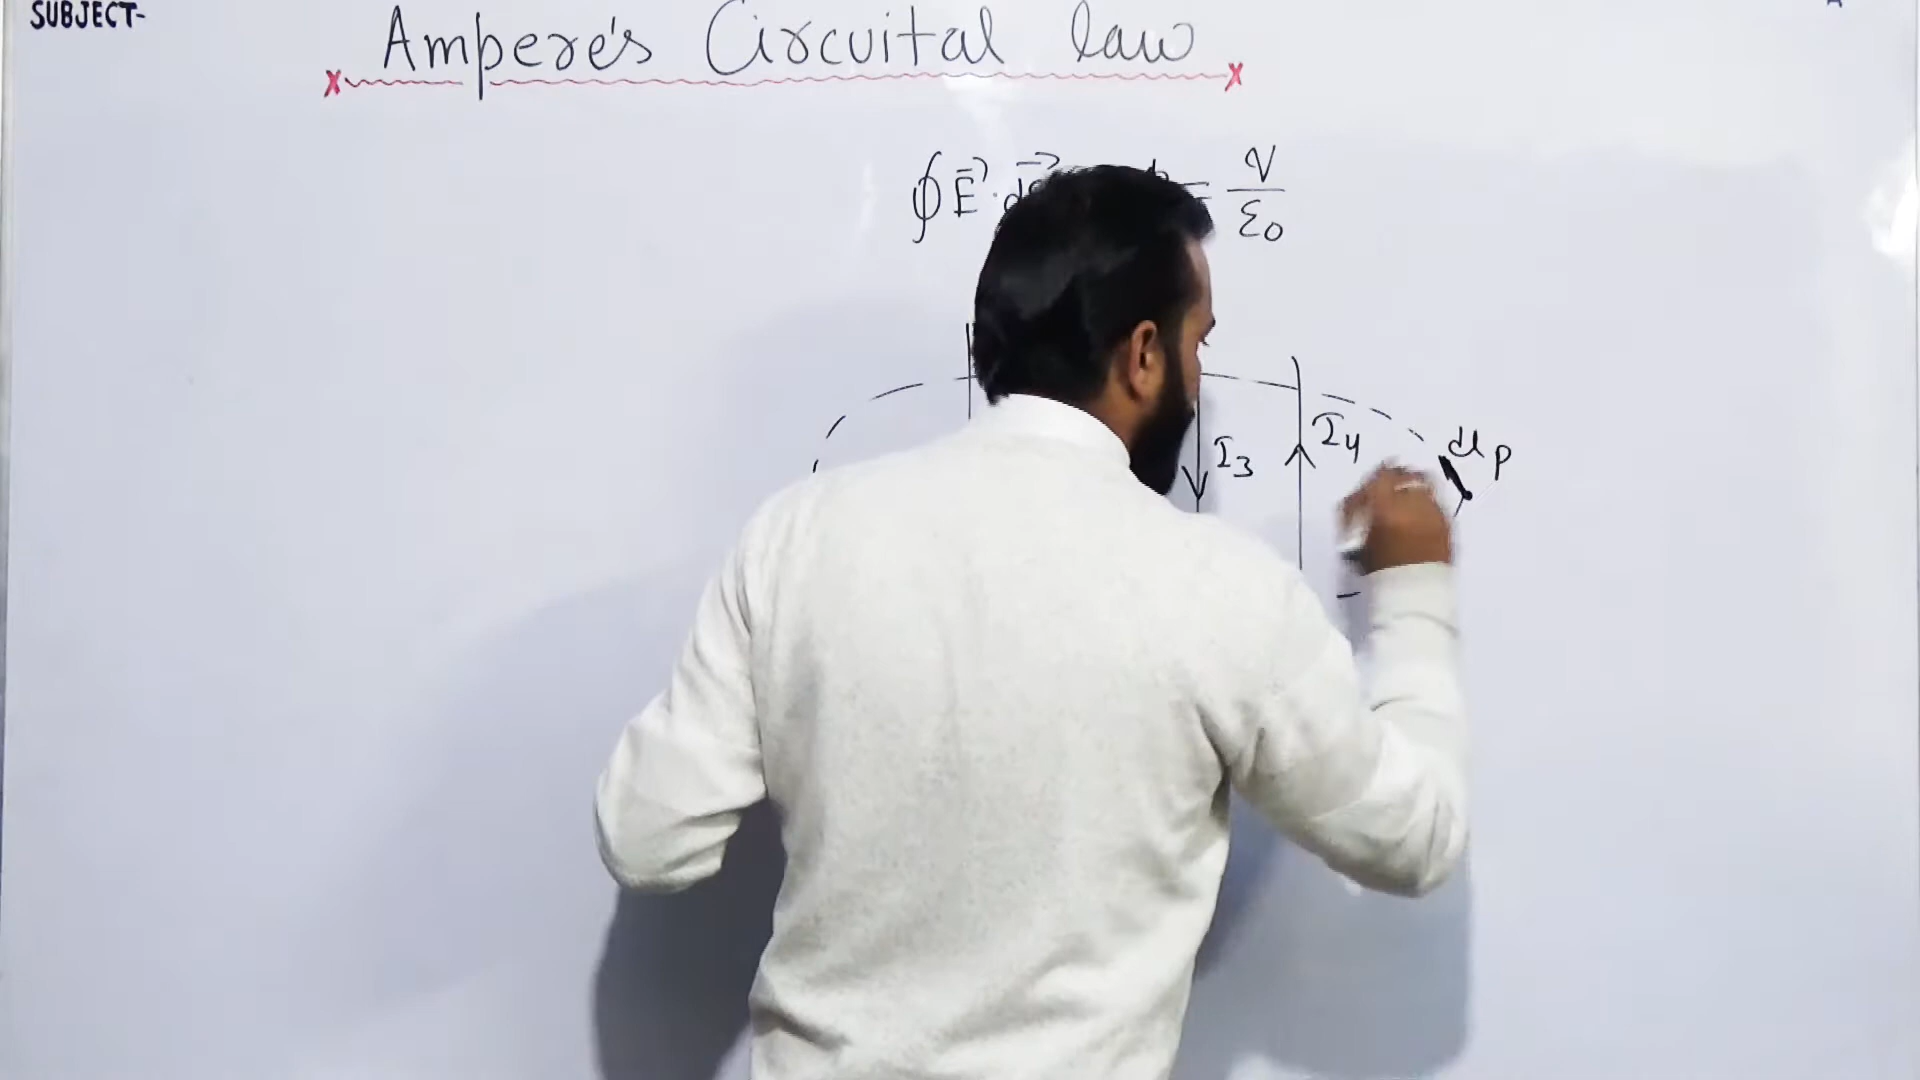 SUBJECT-
Ampere's Circuital law
∮ E⃗ · = q/ε0
I3
I4
dl
P